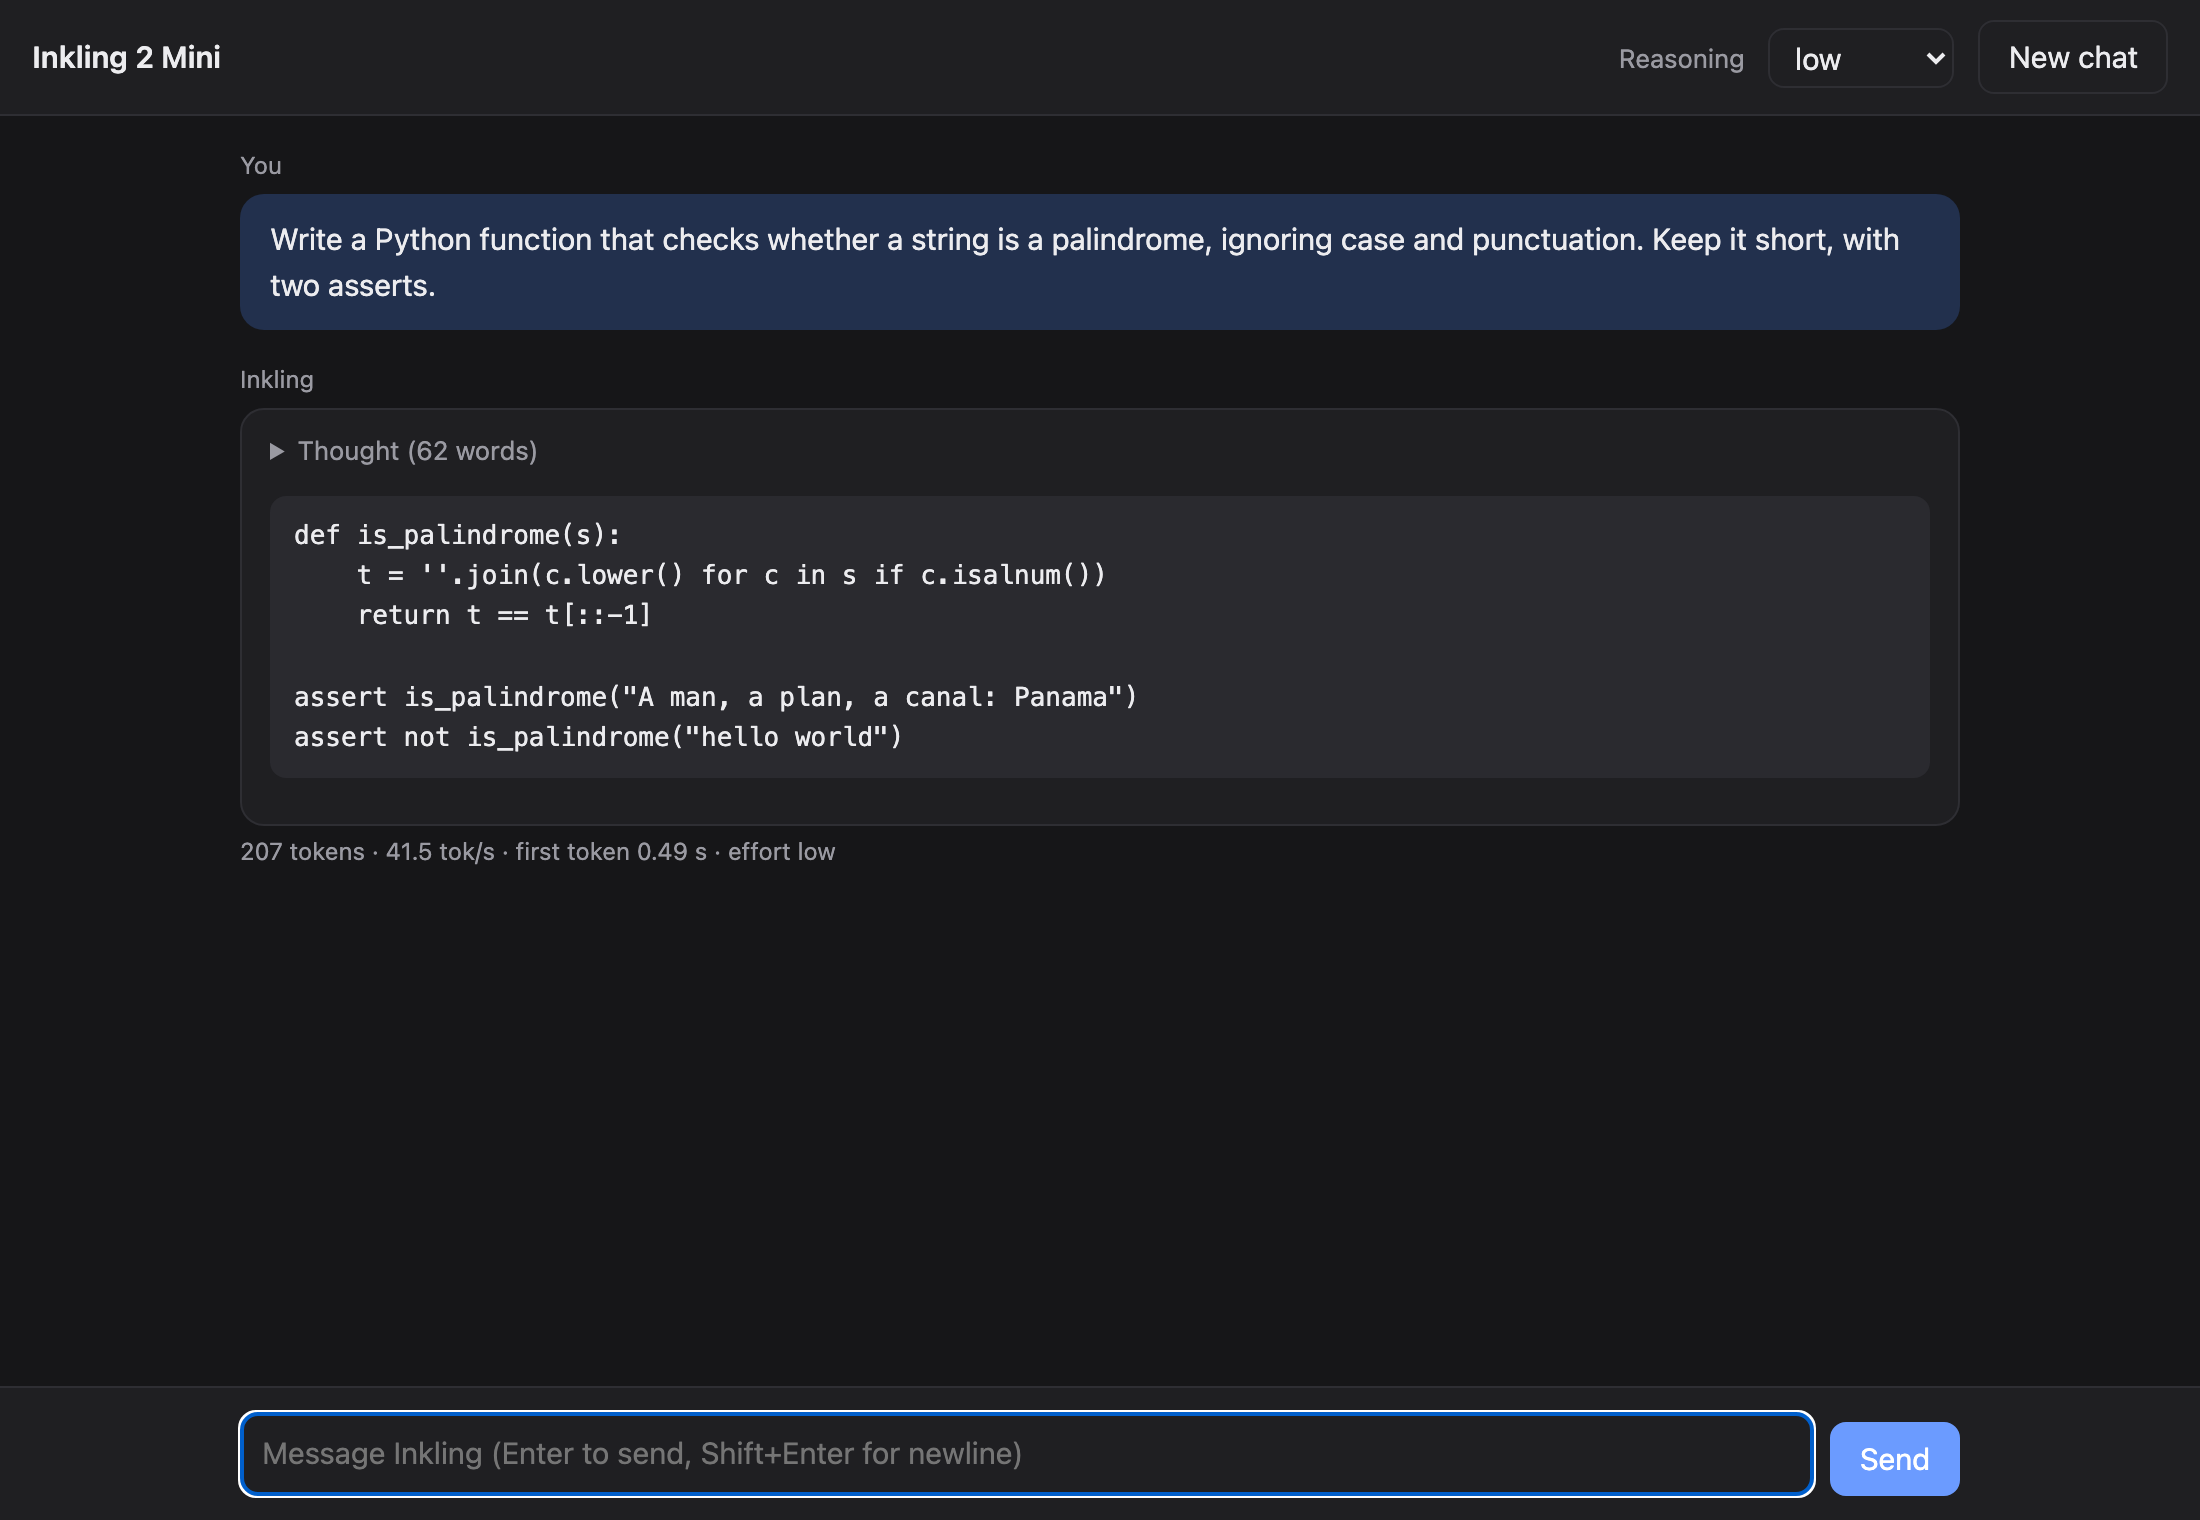 Inkling 2 Mini
Reasoning
low
New chat
You
Write a Python function that checks whether a string is a palindrome, ignoring case and punctuation. Keep it short, with
two asserts.
Inkling
Thought (62 words)
def is_palindrome(s):
    t = ''.join(c.lower() for c in s if c.isalnum())
    return t == t[::-1]

assert is_palindrome("A man, a plan, a canal: Panama")
assert not is_palindrome("hello world")
207 tokens · 41.5 tok/s · first token 0.49 s · effort low
Message Inkling (Enter to send, Shift+Enter for newline)
Send